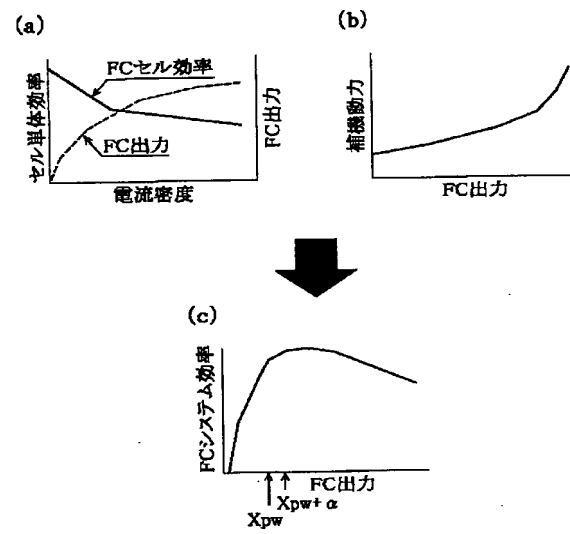 (a)
FCセル効率
セル単体効率
FC出力
FC出力
電流密度
(b)
補機動力
FC出力
(c)
FCシステム効率
FC出力
Xpw+α
Xpw